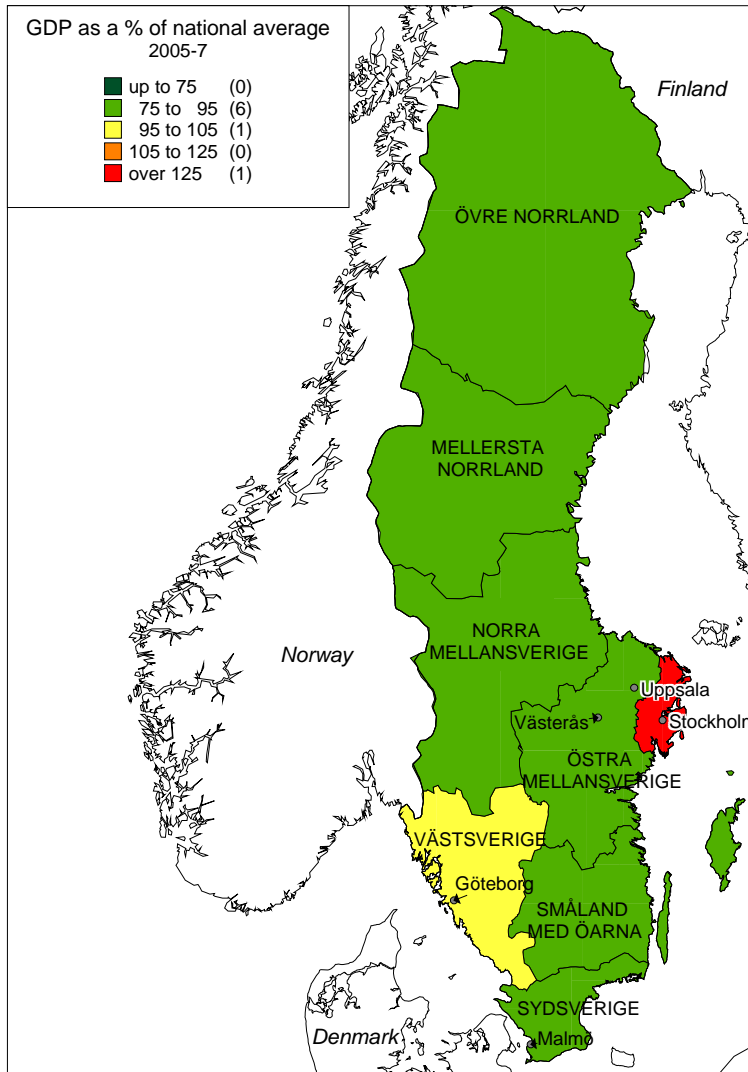 GDP as a % of national average
2005-7
up to 75 (0)
75 to 95 (6)
95 to 105 (1)
105 to 125 (0)
over 125 (1)
Finland
ÖVRE NORRLAND
MELLERSTA
NORRLAND
NORRA
MELLANSVERIGE
Norway
Uppsala
Västerås
Stockholm
ÖSTRA
MELLANSVERIGE
VÄSTSVERIGE
Göteborg
SMÅLAND
MED ÖARNA
SYDSVERIGE
Denmark
Malmö